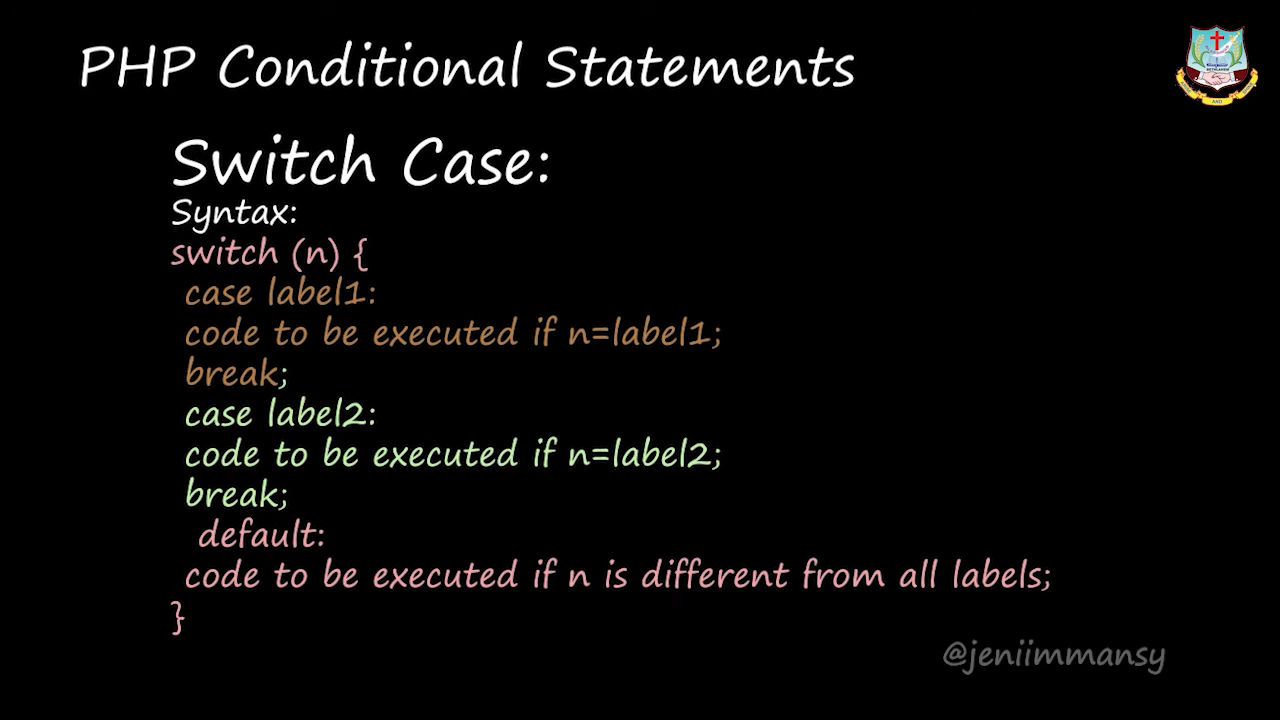 PHP Conditional Statements
Switch Case:
Syntax:
switch (n) {
case label1:
code to be executed if n=label1;
break;
case label2:
code to be executed if n=label2;
break;
default:
code to be executed if n is different from all labels;
}
@jeniimmansy